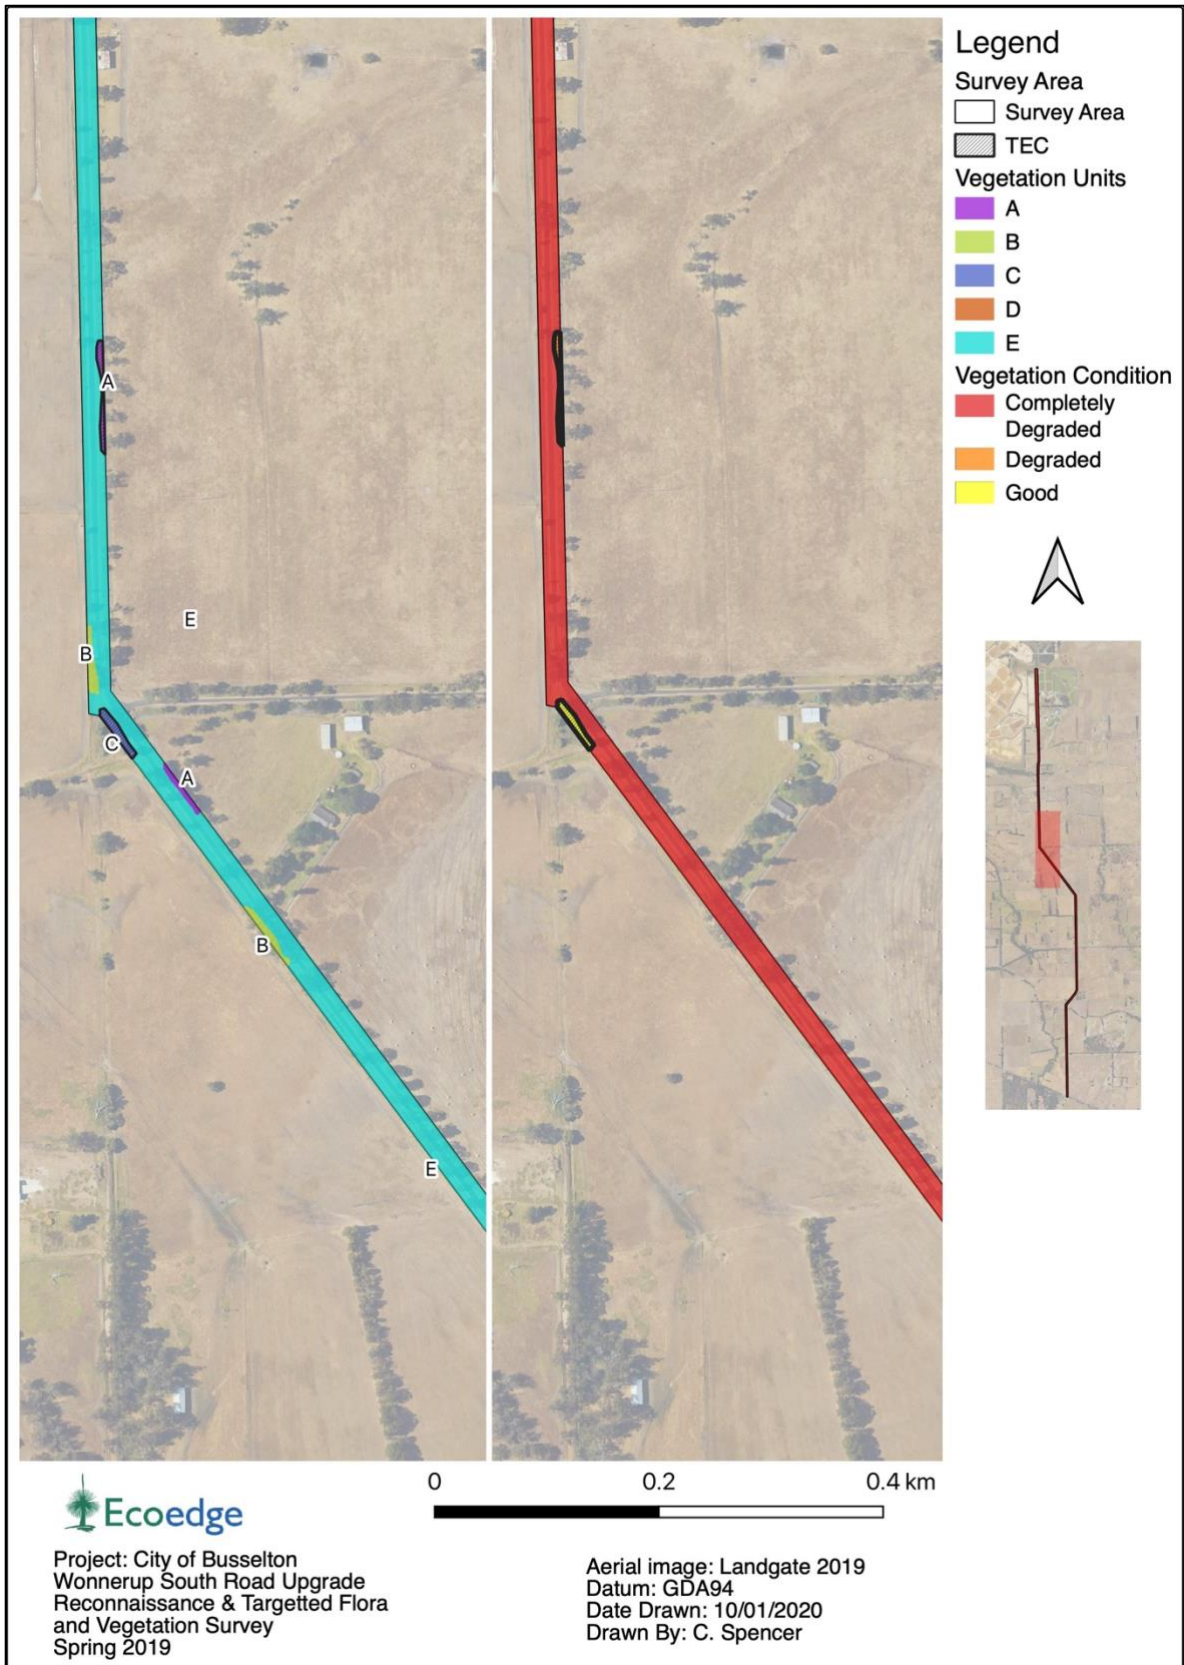 Legend
Survey Area
Survey Area
TEC
Vegetation Units
A
B
C
D
E
Vegetation Condition
Completely
Degraded
Degraded
Good
A
E
B
C
A
B
E
0 0.2 0.4 km
Ecoedge
Project: City of Busselton
Wonnerup South Road Upgrade
Reconnaissance & Targetted Flora
and Vegetation Survey
Spring 2019
Aerial image: Landgate 2019
Datum: GDA94
Date Drawn: 10/01/2020
Drawn By: C. Spencer